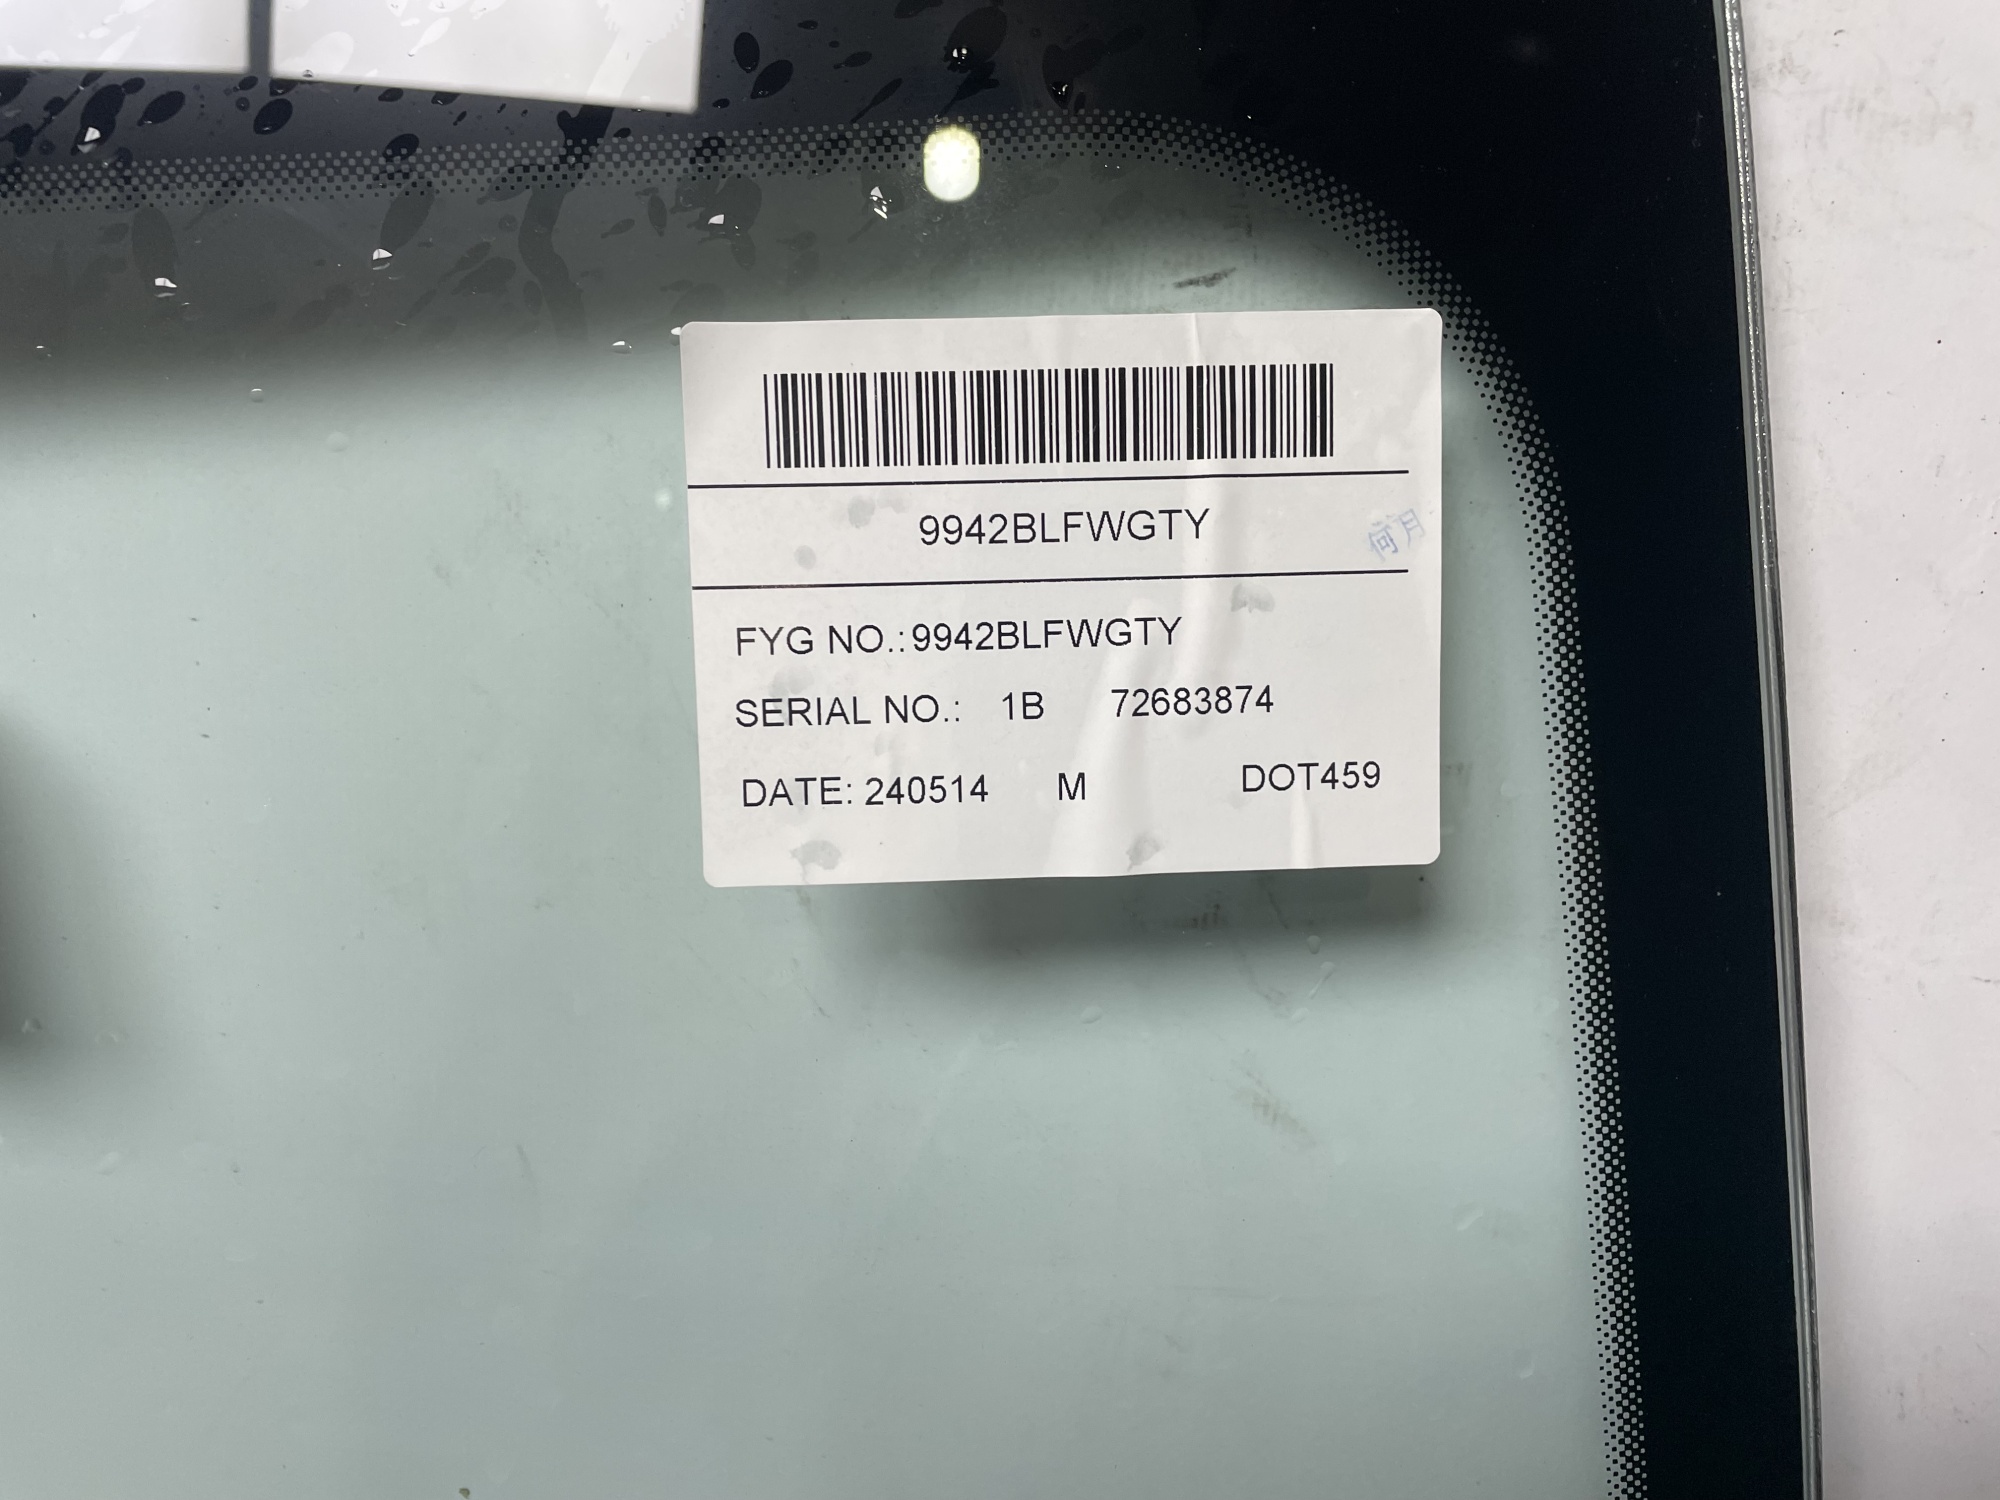 9942BLFWGTY
FYG NO.:9942BLFWGTY
SERIAL NO.: 1B 72683874
DATE: 240514 M DOT459